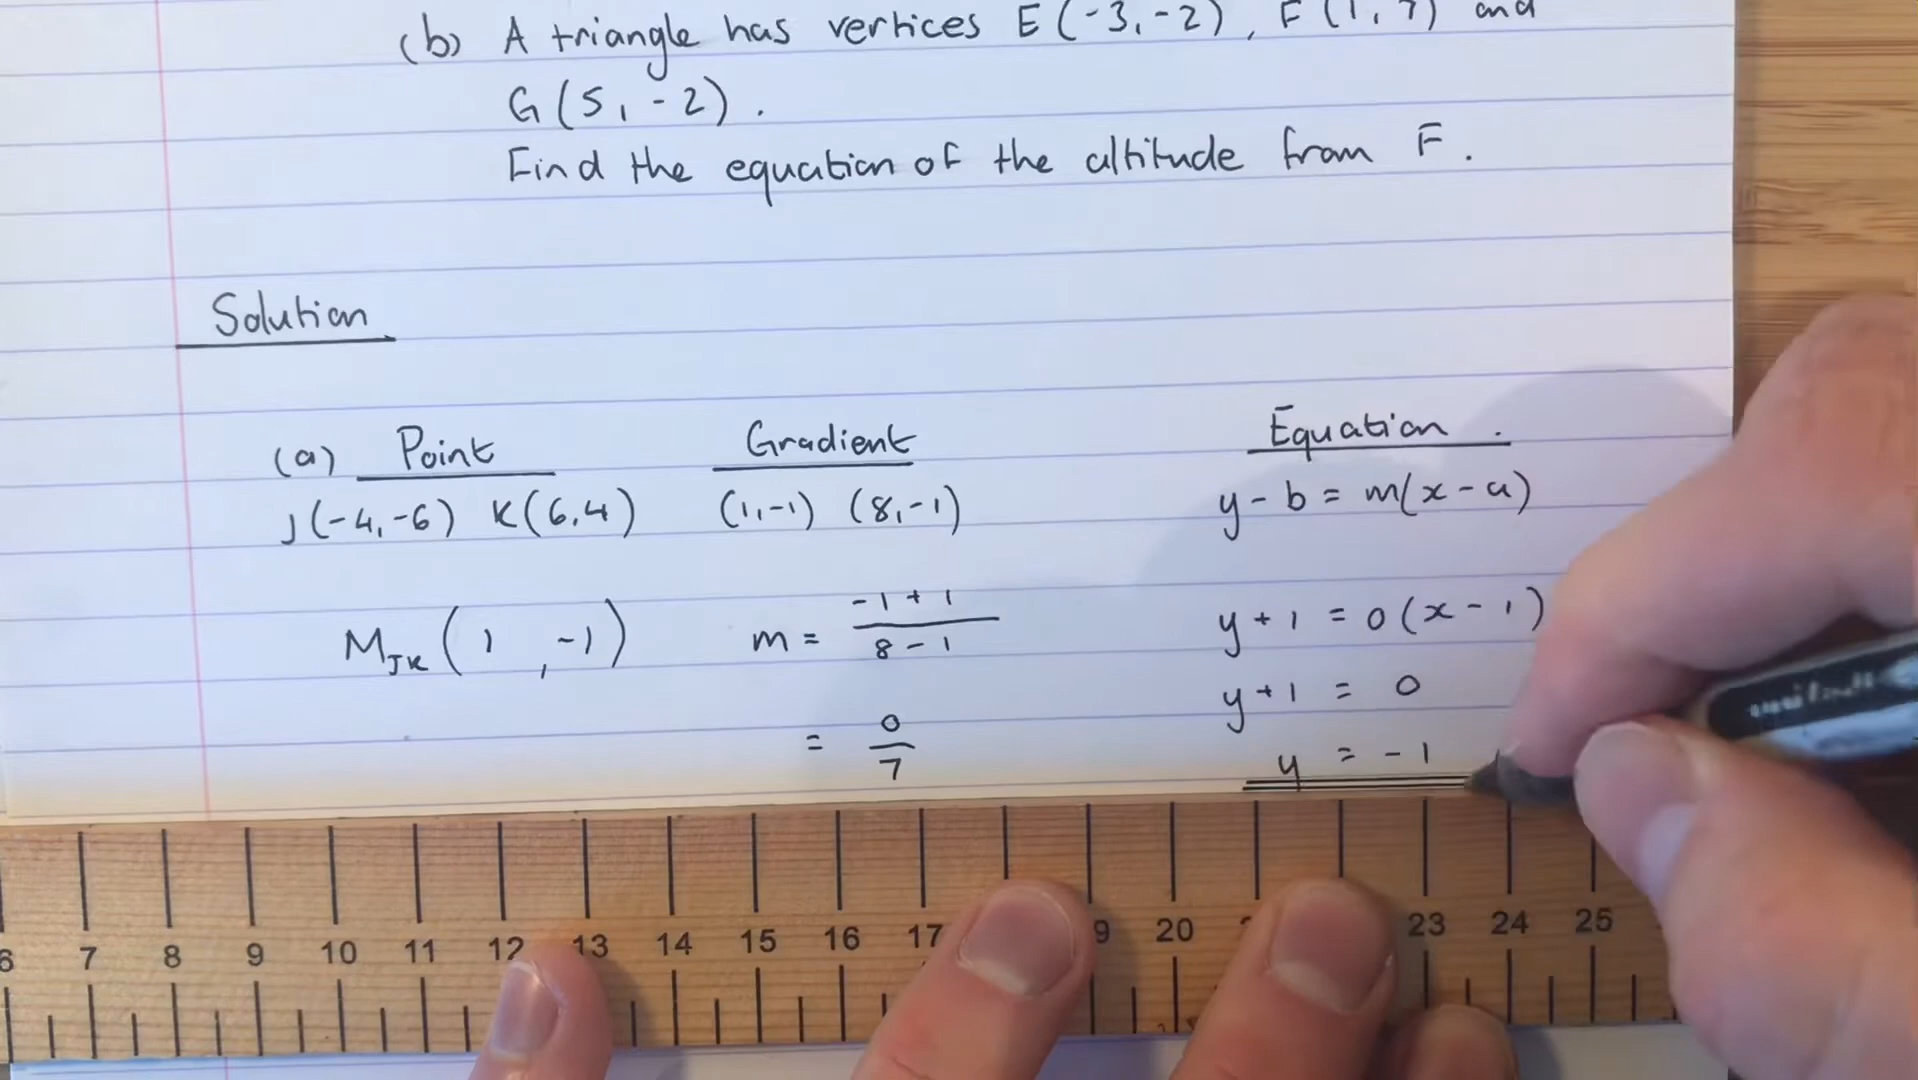 (b) A triangle has vertices E (-3,-2), F (1, 7) and
G (5, -2).
Find the equation of the altitude from F.
Solution
(a) Point
J (-4,-6) K (6,4)
M_JK ( 1 , -1)
Gradient
(1,-1) (8,-1)
m = (-1 + 1)/(8 - 1)
= 0/7
Equation.
y - b = m(x - a)
y + 1 = 0(x - 1)
y + 1 = 0
y = -1
6 7 8 9 10 11 12 13 14 15 16 17 9 20 23 24 25